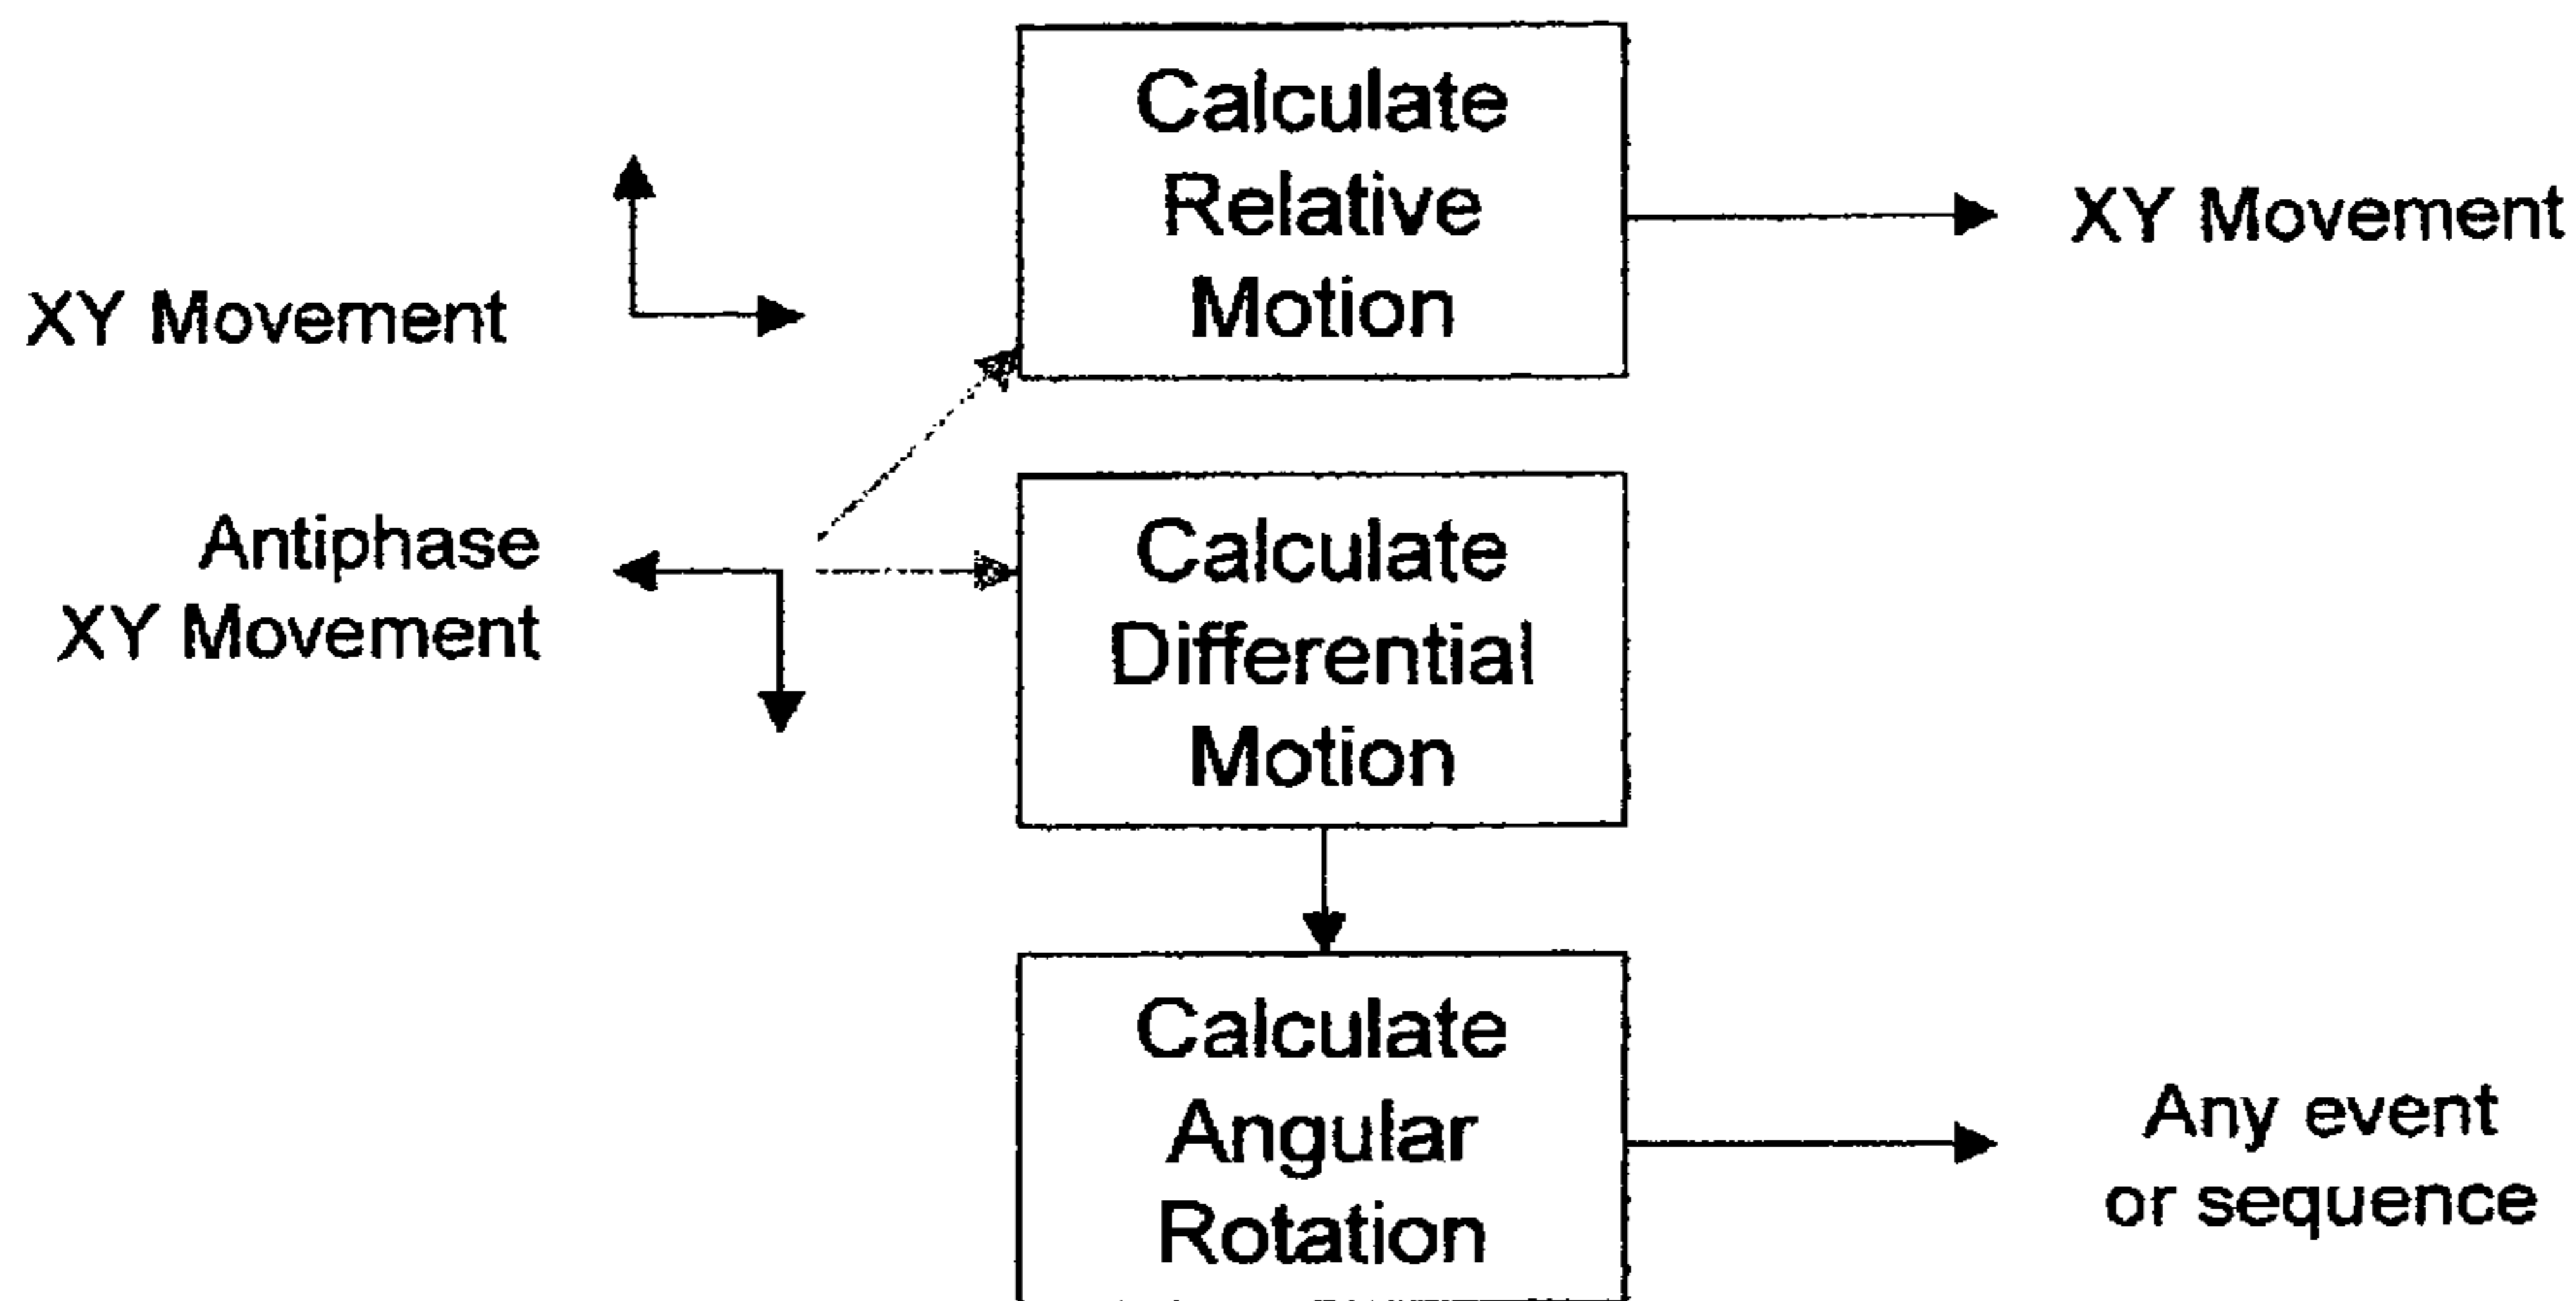 Calculate
Relative
Motion
XY Movement
XY Movement
Antiphase
XY Movement
Calculate
Differential
Motion
Calculate
Angular
Rotation
Any event
or sequence